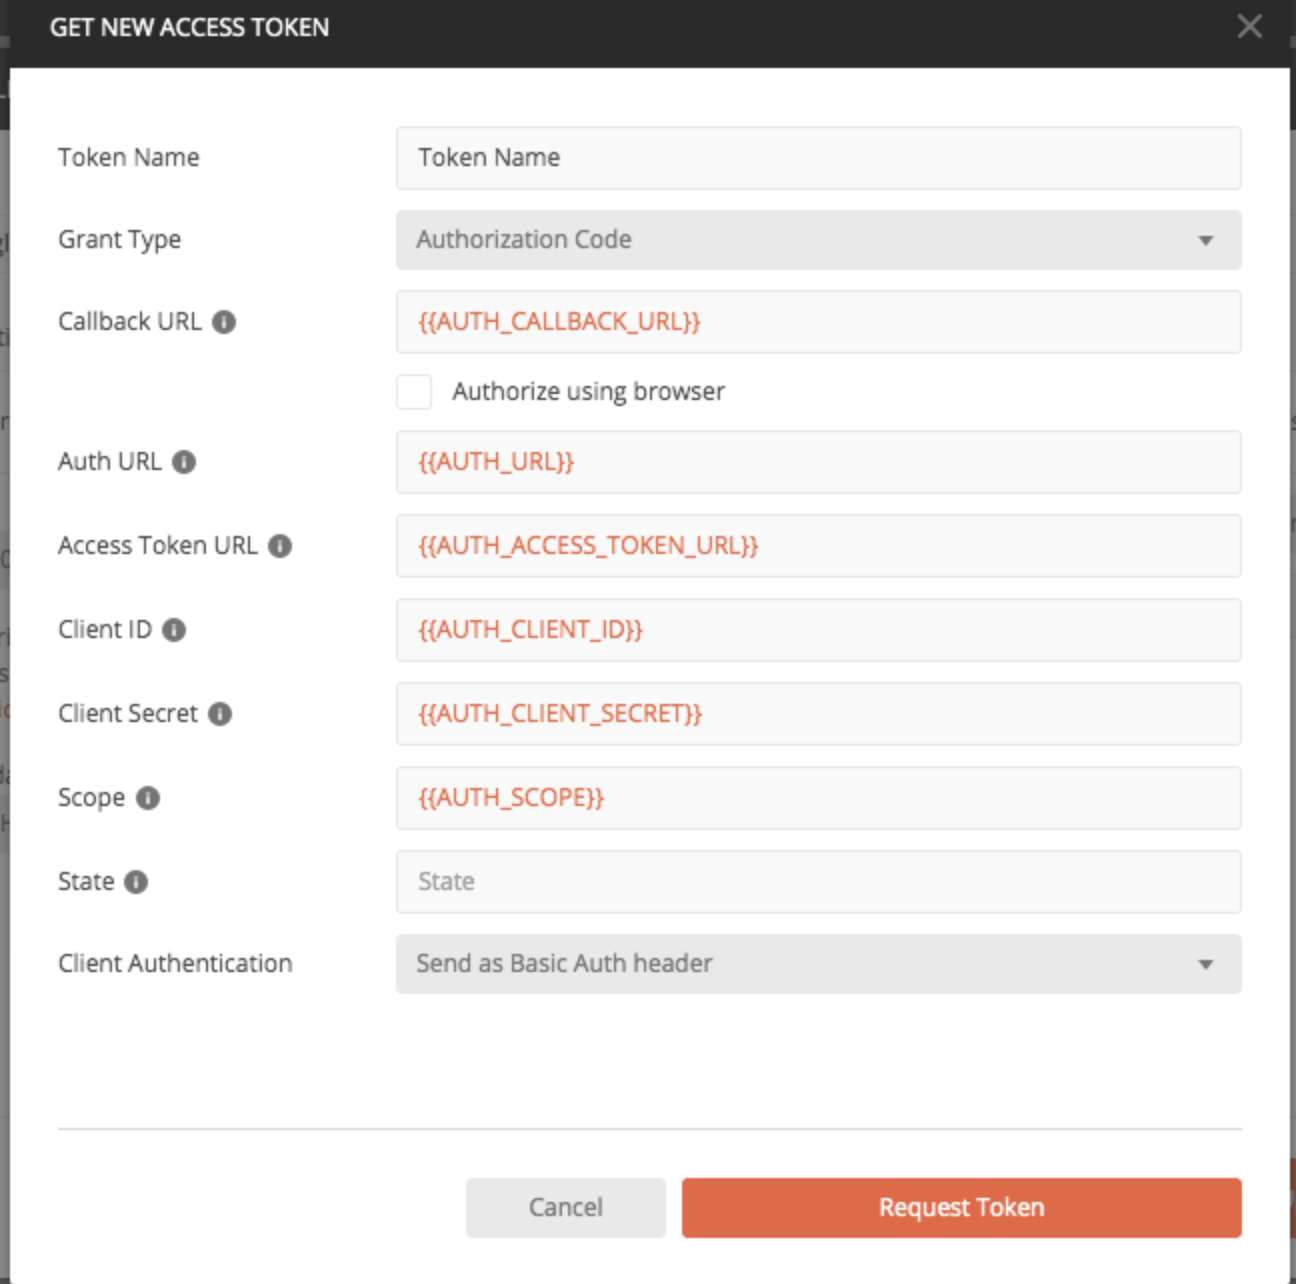 GET NEW ACCESS TOKEN
Token Name
Token Name
Grant Type
Authorization Code
Callback URL
{{AUTH_CALLBACK_URL}}
Authorize using browser
Auth URL
{{AUTH_URL}}
Access Token URL
{{AUTH_ACCESS_TOKEN_URL}}
Client ID
{{AUTH_CLIENT_ID}}
Client Secret
{{AUTH_CLIENT_SECRET}}
Scope
{{AUTH_SCOPE}}
State
State
Client Authentication
Send as Basic Auth header
Cancel
Request Token